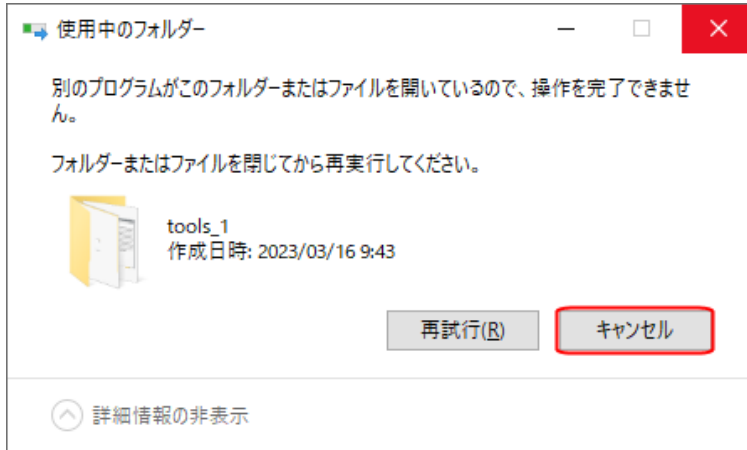 使用中のフォルダー
別のプログラムがこのフォルダーまたはファイルを開いているので、操作を完了できませ
ん。
フォルダーまたはファイルを閉じてから再実行してください。
tools_1
作成日時: 2023/03/16 9:43
再試行(R)
キャンセル
詳細情報の非表示